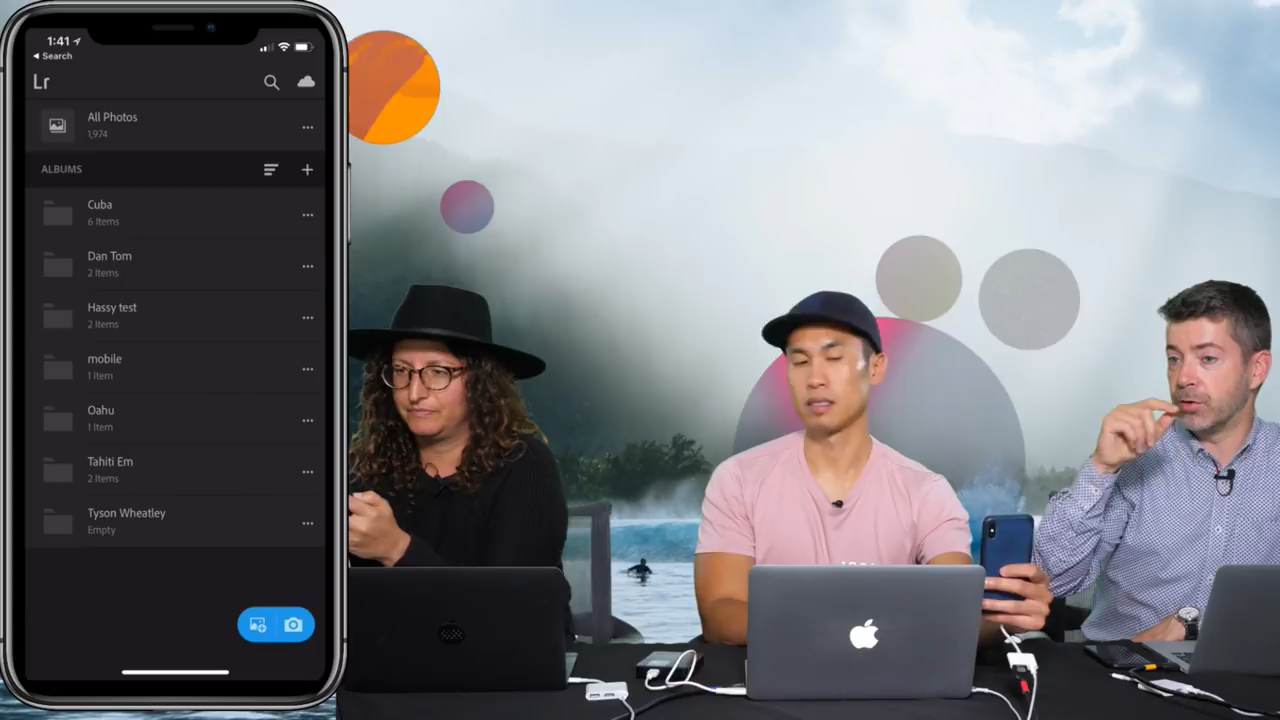 1:41
Search
Lr
All Photos
1,974
ALBUMS
Cuba
6 Items
Dan Tom
2 Items
Hassy test
2 Items
mobile
1 Item
Oahu
1 Item
Tahiti Em
2 Items
Tyson Wheatley
Empty